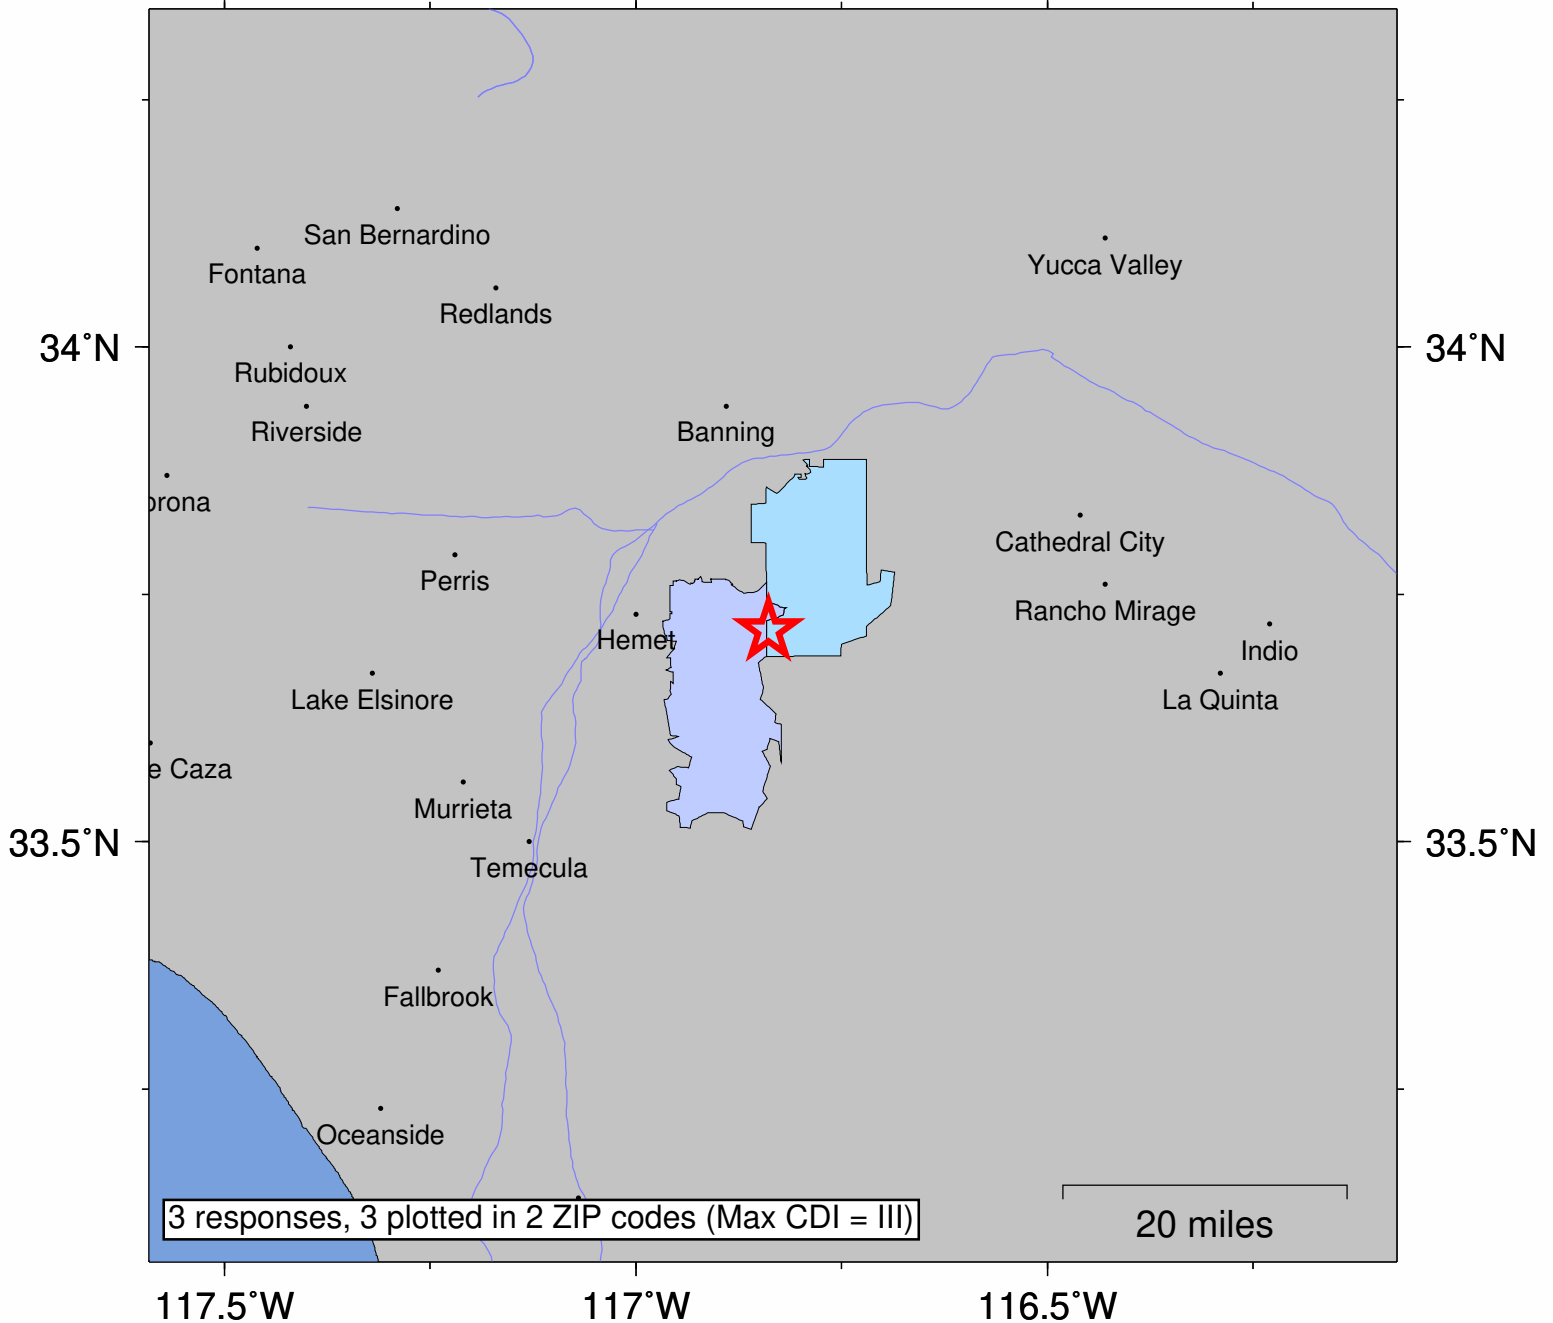 San Bernardino
Fontana
Yucca Valley
Redlands
34°N
34°N
Rubidoux
Riverside
Banning
orona
Cathedral City
Perris
Rancho Mirage
Hemet
Indio
Lake Elsinore
La Quinta
e Caza
Murrieta
33.5°N
33.5°N
Temecula
Fallbrook
Oceanside
3 responses, 3 plotted in 2 ZIP codes (Max CDI = III)
20 miles
117.5°W
117°W
116.5°W